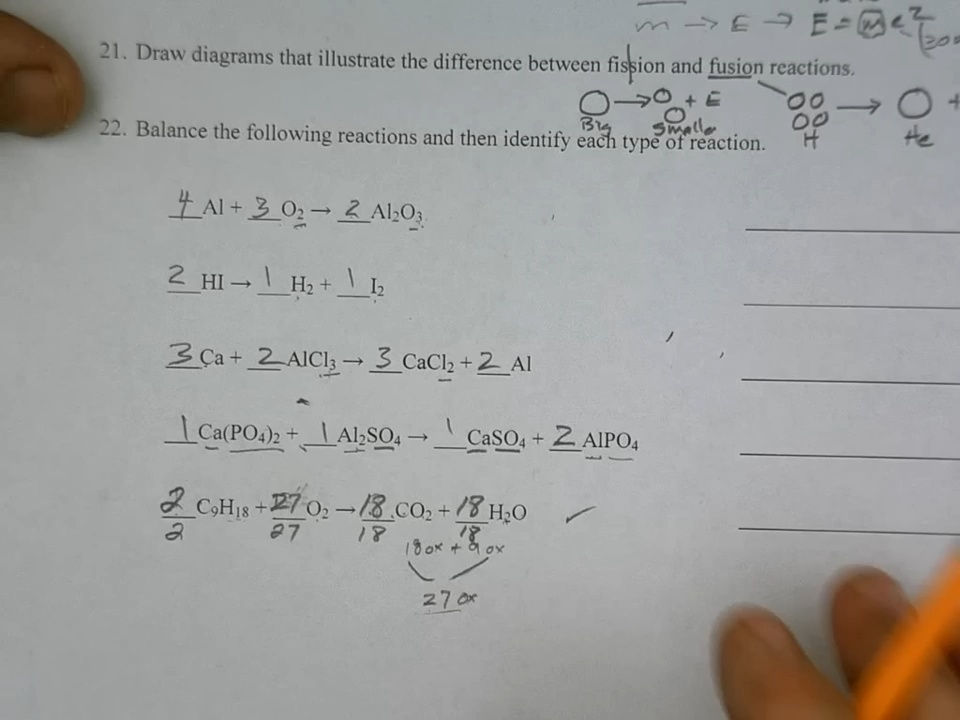 m → E → E = mc²
21. Draw diagrams that illustrate the difference between fission and fusion reactions.
O → O O + E OO OO → O +
Big Smaller H He
22. Balance the following reactions and then identify each type of reaction.
4 Al + 3 O₂ → 2 Al₂O₃
2 HI → 1 H₂ + 1 I₂
3 Ca + 2 AlCl₃ → 3 CaCl₂ + 2 Al
1 Ca(PO₄)₂ + 1 Al₂SO₄ → 1 CaSO₄ + 2 AlPO₄
2 C₉H₁₈ + 27 O₂ → 18 CO₂ + 18 H₂O ✓
2 27 18 18
18 ox + 9 ox
27 ox